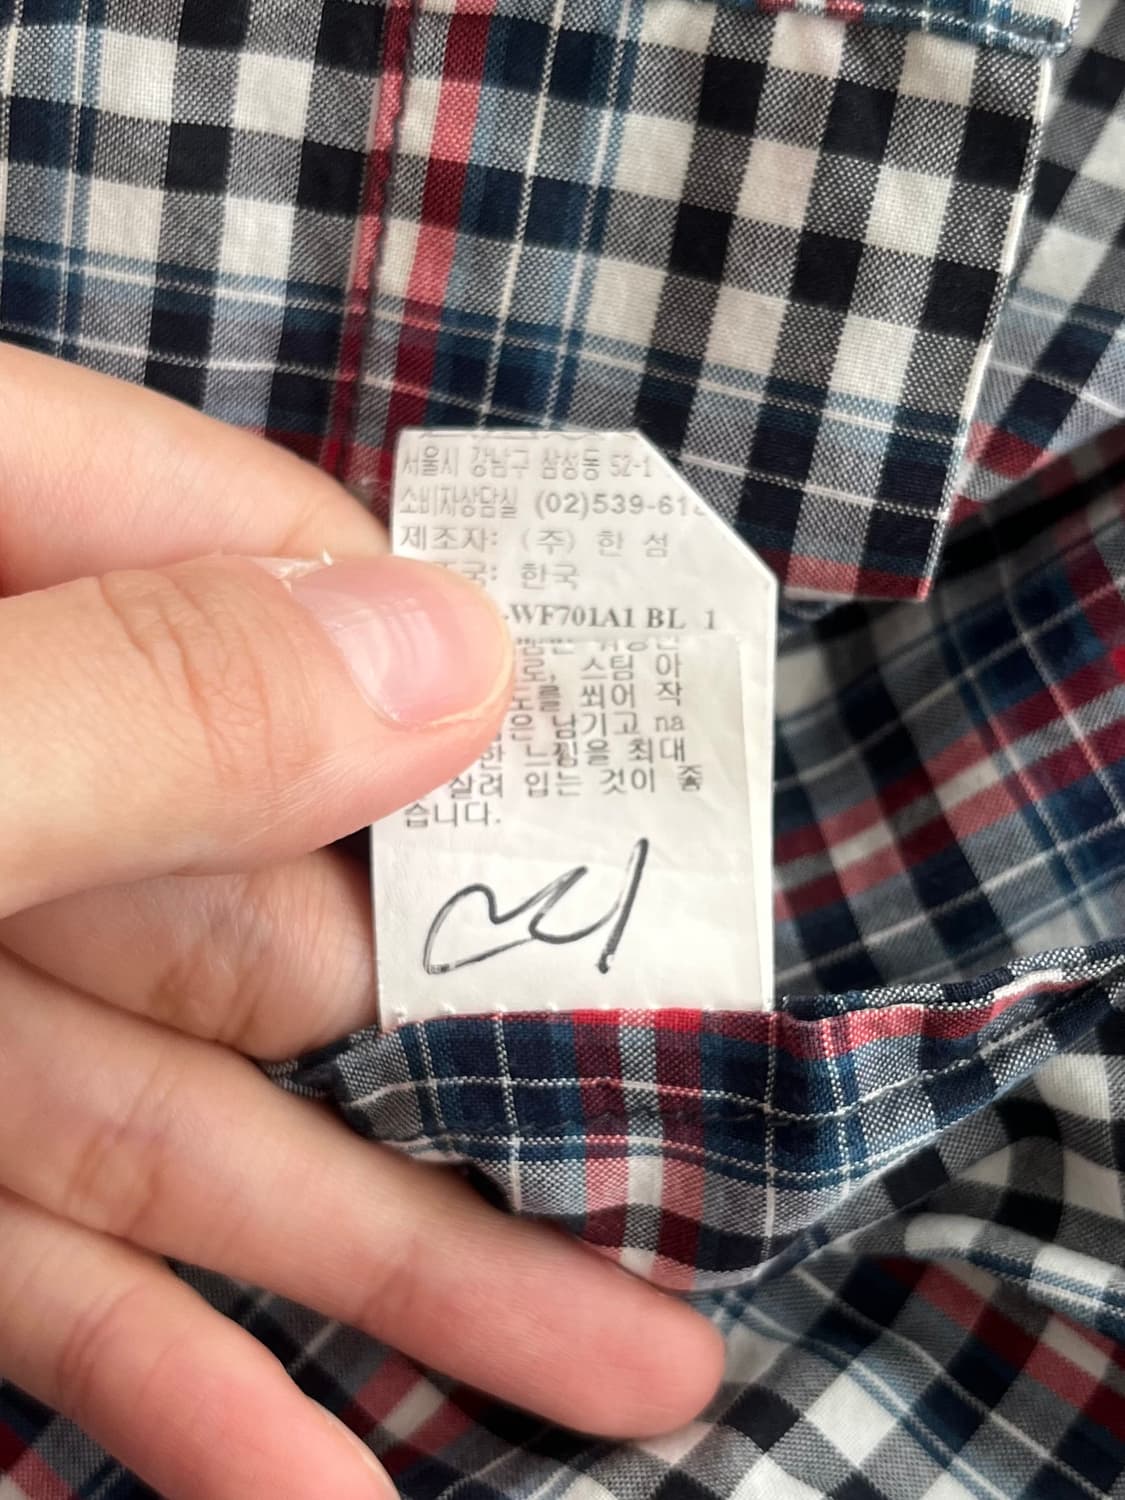 서울시 강남구 삼성동 52-1
소비자상담실 (02)539-61
제조자: (주) 한 섬
국: 한국
-WF701A1 BL 1
로, 스팀 아
도를 쐬어 작
은 남기고 na
한 느낌을 최대
살려 입는 것이 좋
습니다.